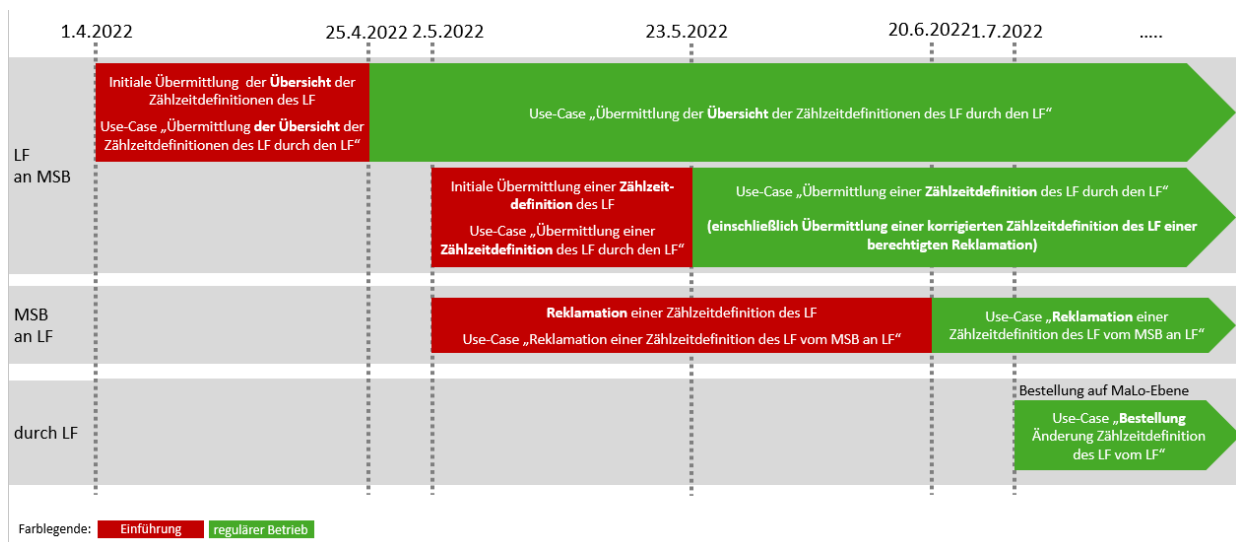 1.4.2022
25.4.2022
2.5.2022
23.5.2022
20.6.2022
1.7.2022
.....
LF
an MSB
Initiale Übermittlung der Übersicht der
Zählzeitdefinitionen des LF
Use-Case „Übermittlung der Übersicht der
Zählzeitdefinitionen des LF durch den LF“
Use-Case „Übermittlung der Übersicht der Zählzeitdefinitionen des LF durch den LF“
Initiale Übermittlung einer Zählzeit-
definition des LF
Use-Case „Übermittlung einer
Zählzeitdefinition des LF durch den LF“
Use-Case „Übermittlung einer Zählzeitdefinition des LF durch den LF“
(einschließlich Übermittlung einer korrigierten Zählzeitdefinition des LF einer
berechtigten Reklamation)
MSB
an LF
Reklamation einer Zählzeitdefinition des LF
Use-Case „Reklamation einer Zählzeitdefinition des LF vom MSB an LF“
Use-Case „Reklamation einer
Zählzeitdefinition des LF vom MSB an LF“
durch LF
Bestellung auf MaLo-Ebene
Use-Case „Bestellung
Änderung Zählzeitdefinition
des LF vom LF“
Farblegende:
Einführung
regulärer Betrieb